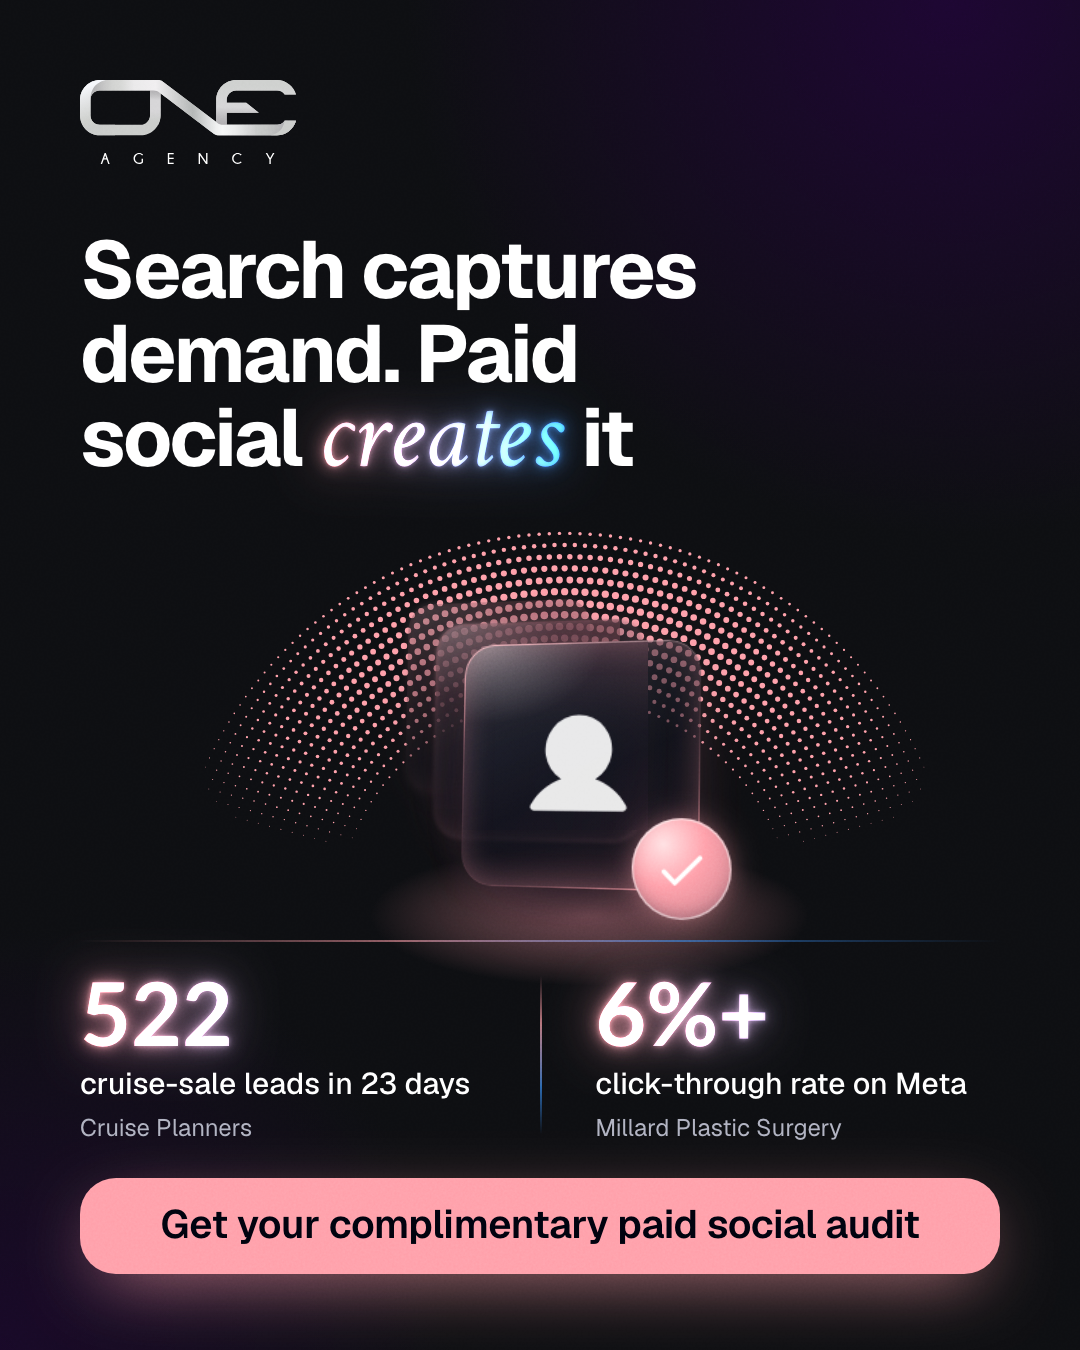 ONE
AGENCY
Search captures
demand. Paid
social creates it
522
cruise-sale leads in 23 days
Cruise Planners
6%+
click-through rate on Meta
Millard Plastic Surgery
Get your complimentary paid social audit